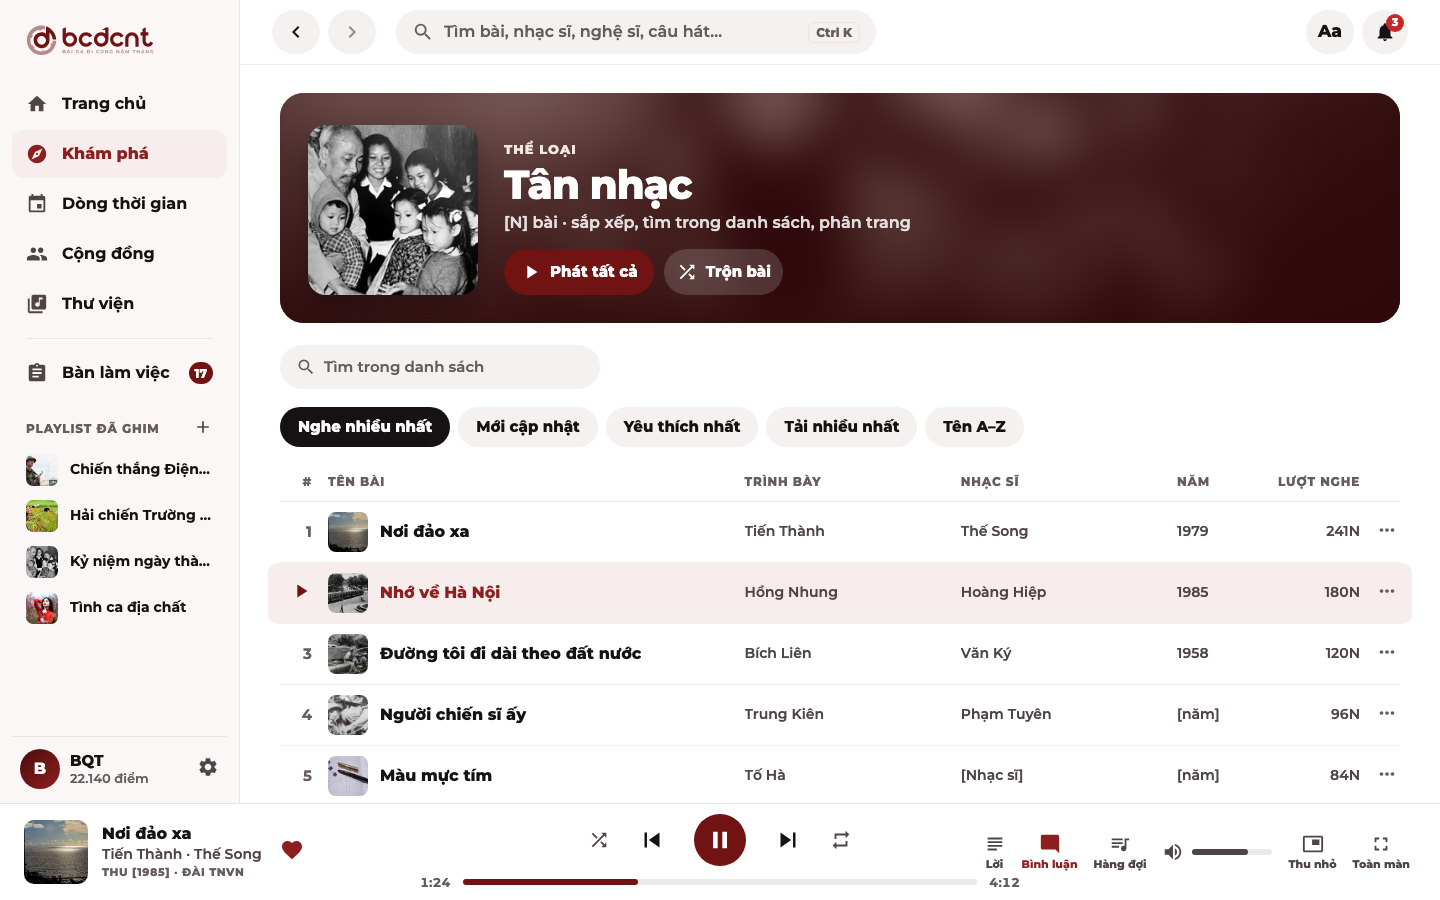 bcdcnt
BÀI CA ĐI CÙNG NĂM THÁNG
Tìm bài, nhạc sĩ, nghệ sĩ, câu hát...
Ctrl K
Aa
3
Trang chủ
Khám phá
Dòng thời gian
Cộng đồng
Thư viện
Bàn làm việc
17
PLAYLIST ĐÃ GHIM
Chiến thắng Điện...
Hải chiến Trường ...
Kỷ niệm ngày thà...
Tình ca địa chất
B
BQT
22.140 điểm
THỂ LOẠI
Tân nhạc
[N] bài · sắp xếp, tìm trong danh sách, phân trang
Phát tất cả
Trộn bài
Tìm trong danh sách
Nghe nhiều nhất
Mới cập nhật
Yêu thích nhất
Tải nhiều nhất
Tên A–Z
# TÊN BÀI TRÌNH BÀY NHẠC SĨ NĂM LƯỢT NGHE
1 Nơi đảo xa Tiến Thành Thế Song 1979 241N
Nhớ về Hà Nội Hồng Nhung Hoàng Hiệp 1985 180N
3 Đường tôi đi dài theo đất nước Bích Liên Văn Ký 1958 120N
4 Người chiến sĩ ấy Trung Kiên Phạm Tuyên [năm] 96N
5 Màu mực tím Tố Hà [Nhạc sĩ] [năm] 84N
Nơi đảo xa
Tiến Thành · Thế Song
THU [1985] · ĐÀI TNVN
1:24
4:12
Lời
Bình luận
Hàng đợi
Thu nhỏ
Toàn màn